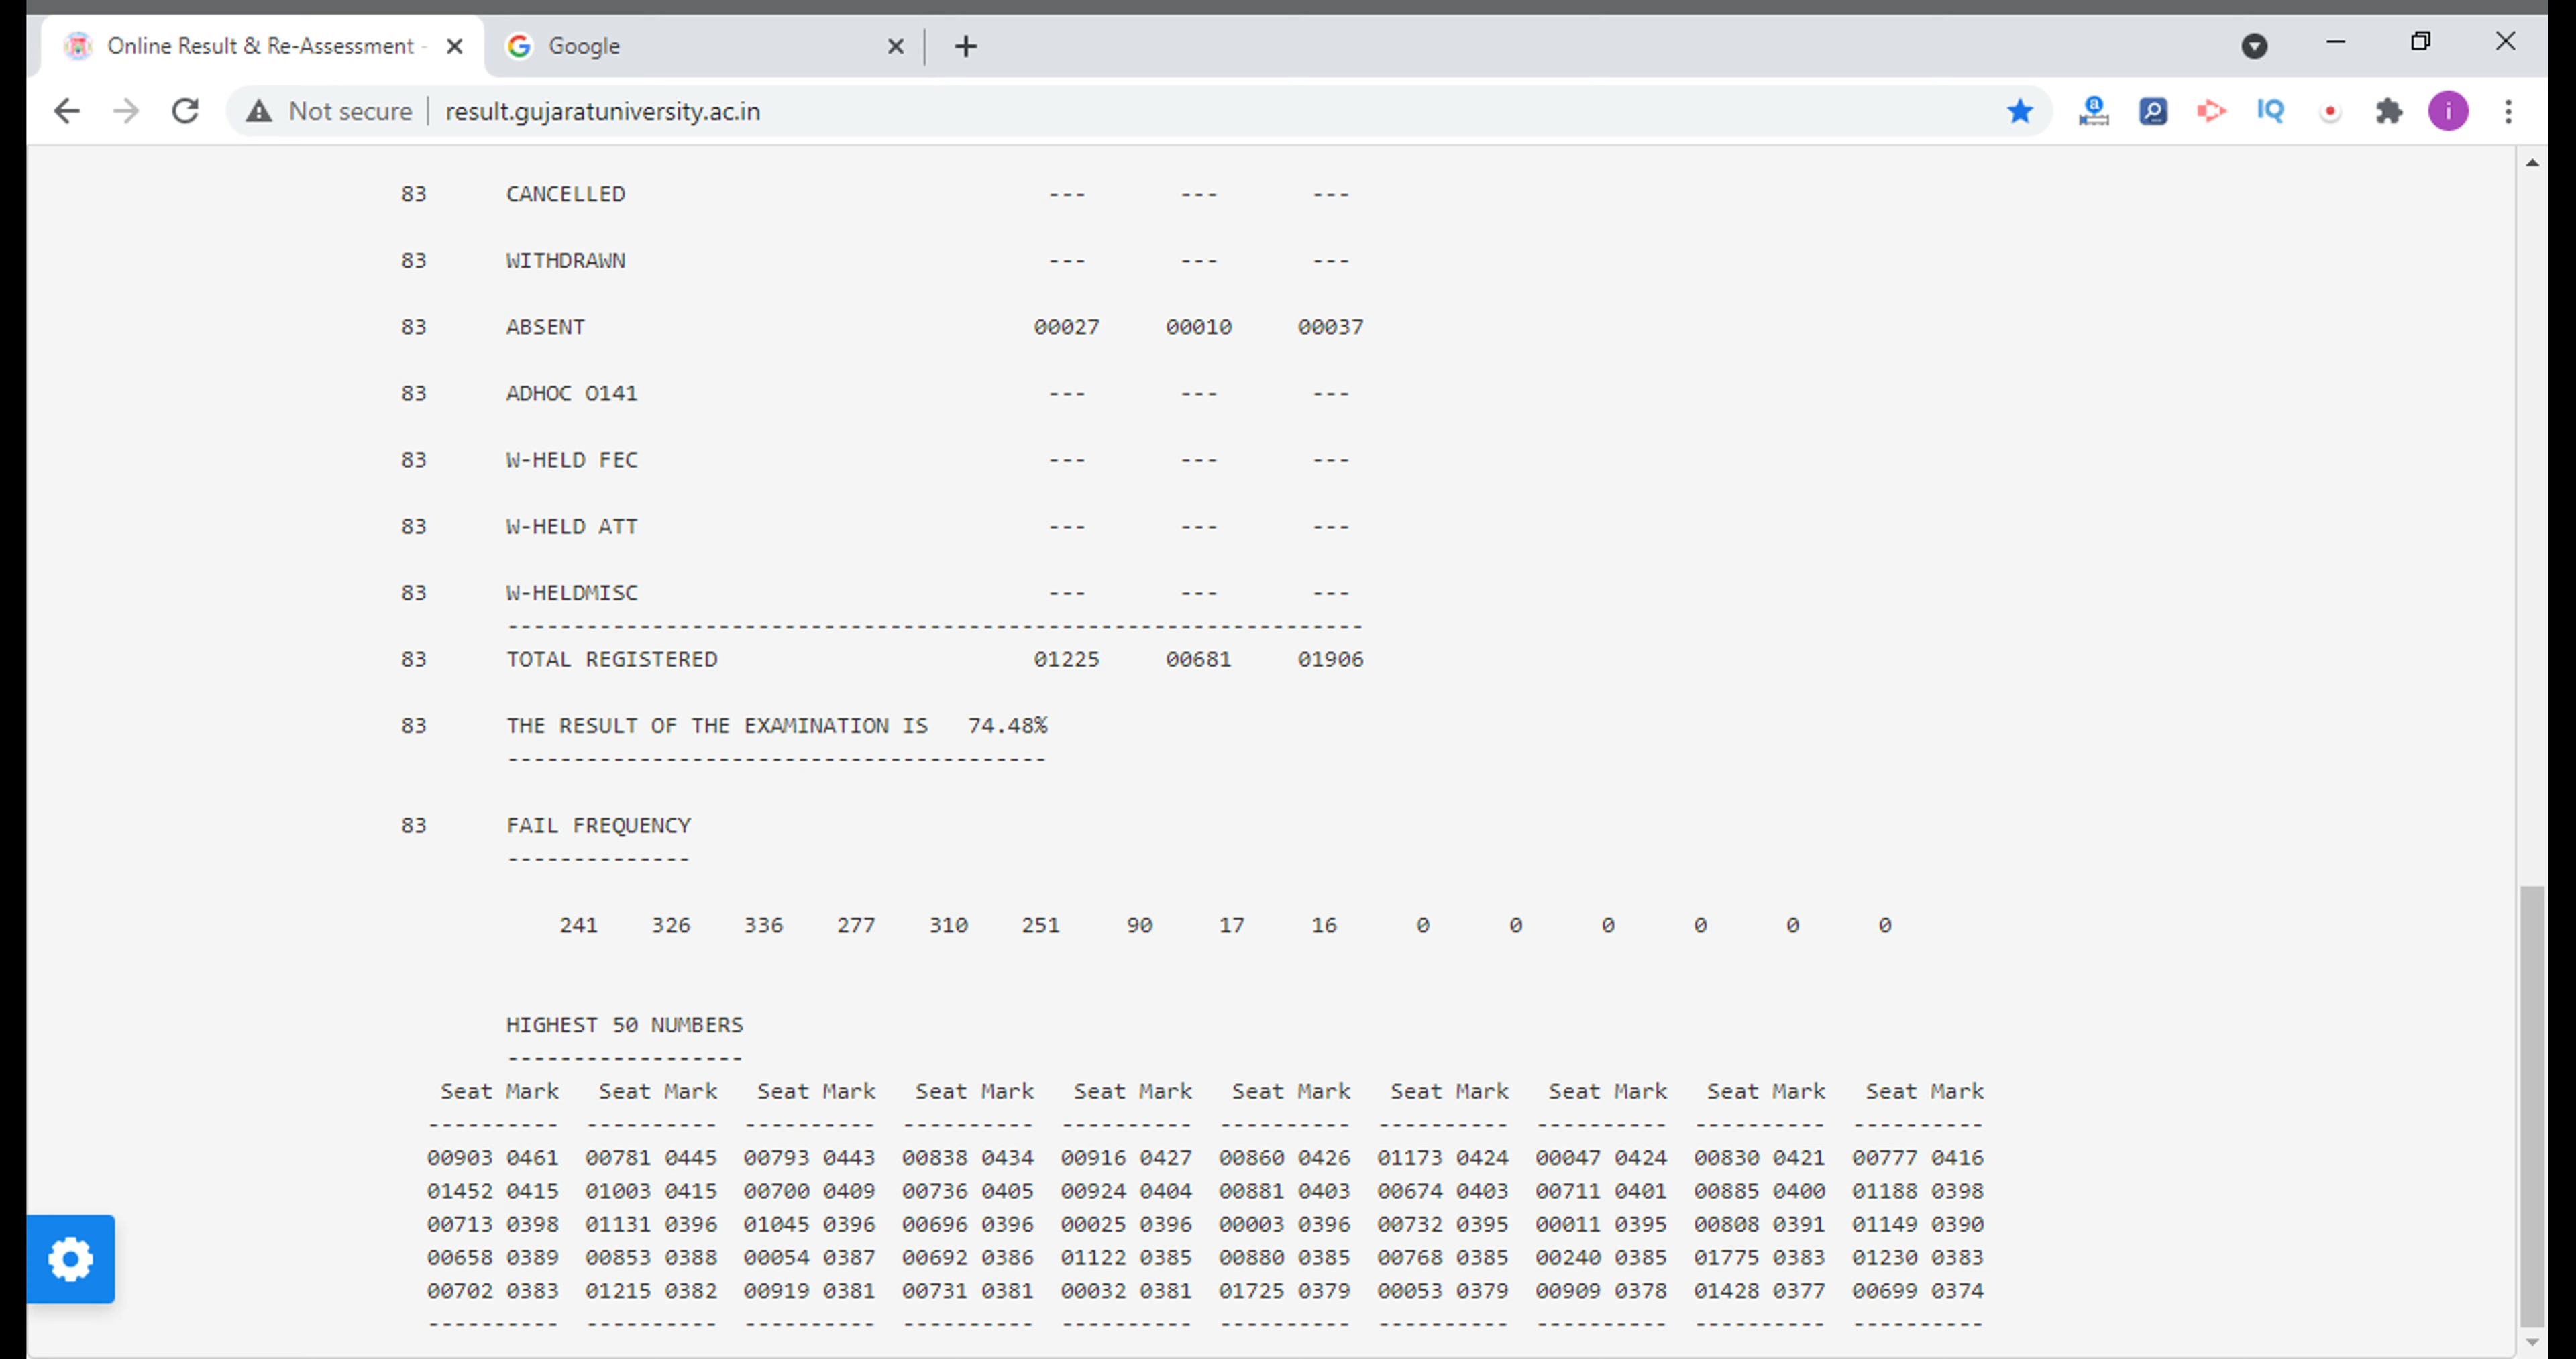 Online Result & Re-Assessment - Google
Not secure result.gujaratuniversity.ac.in IQ i
83 CANCELLED --- --- ---
83 WITHDRAWN --- --- ---
83 ABSENT 00027 00010 00037
83 ADHOC O141 --- --- ---
83 W-HELD FEC --- --- ---
83 W-HELD ATT --- --- ---
83 W-HELDMISC --- --- ---
83 TOTAL REGISTERED 01225 00681 01906
83 THE RESULT OF THE EXAMINATION IS 74.48%
83 FAIL FREQUENCY
241 326 336 277 310 251 90 17 16 0 0 0 0 0 0
HIGHEST 50 NUMBERS
Seat Mark Seat Mark Seat Mark Seat Mark Seat Mark Seat Mark Seat Mark Seat Mark Seat Mark Seat Mark
00903 0461 00781 0445 00793 0443 00838 0434 00916 0427 00860 0426 01173 0424 00047 0424 00830 0421 00777 0416
01452 0415 01003 0415 00700 0409 00736 0405 00924 0404 00881 0403 00674 0403 00711 0401 00885 0400 01188 0398
00713 0398 01131 0396 01045 0396 00696 0396 00025 0396 00003 0396 00732 0395 00011 0395 00808 0391 01149 0390
00658 0389 00853 0388 00054 0387 00692 0386 01122 0385 00880 0385 00768 0385 00240 0385 01775 0383 01230 0383
00702 0383 01215 0382 00919 0381 00731 0381 00032 0381 01725 0379 00053 0379 00909 0378 01428 0377 00699 0374